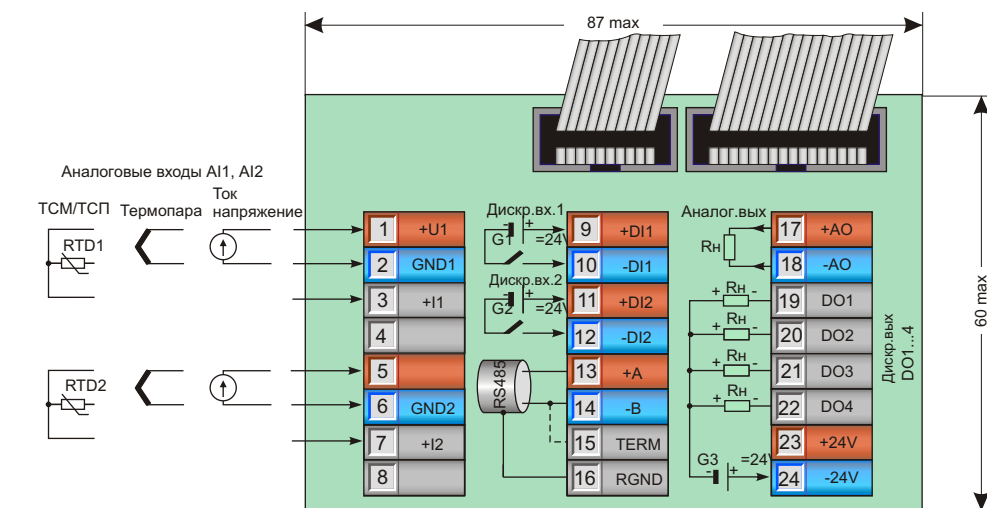 87 max
60 max
Аналоговые входы AI1, AI2
ТСМ/ТСП
Термопара
Ток
напряжение
RTD1
RTD2
1 +U1
2 GND1
3 +I1
4
5
6 GND2
7 +I2
8
Дискр.вх.1
G1
- +
=24V
Дискр.вх.2
G2
- +
=24V
RS485
9 +DI1
10 -DI1
11 +DI2
12 -DI2
13 +A
14 -B
15 TERM
16 RGND
Аналог.вых
Rн
+ Rн -
+ Rн -
+ Rн -
+ Rн -
G3
- +
=24V
17 +AO
18 -AO
19 DO1
20 DO2
21 DO3
22 DO4
23 +24V
24 -24V
Дискр.вых
DO1...4